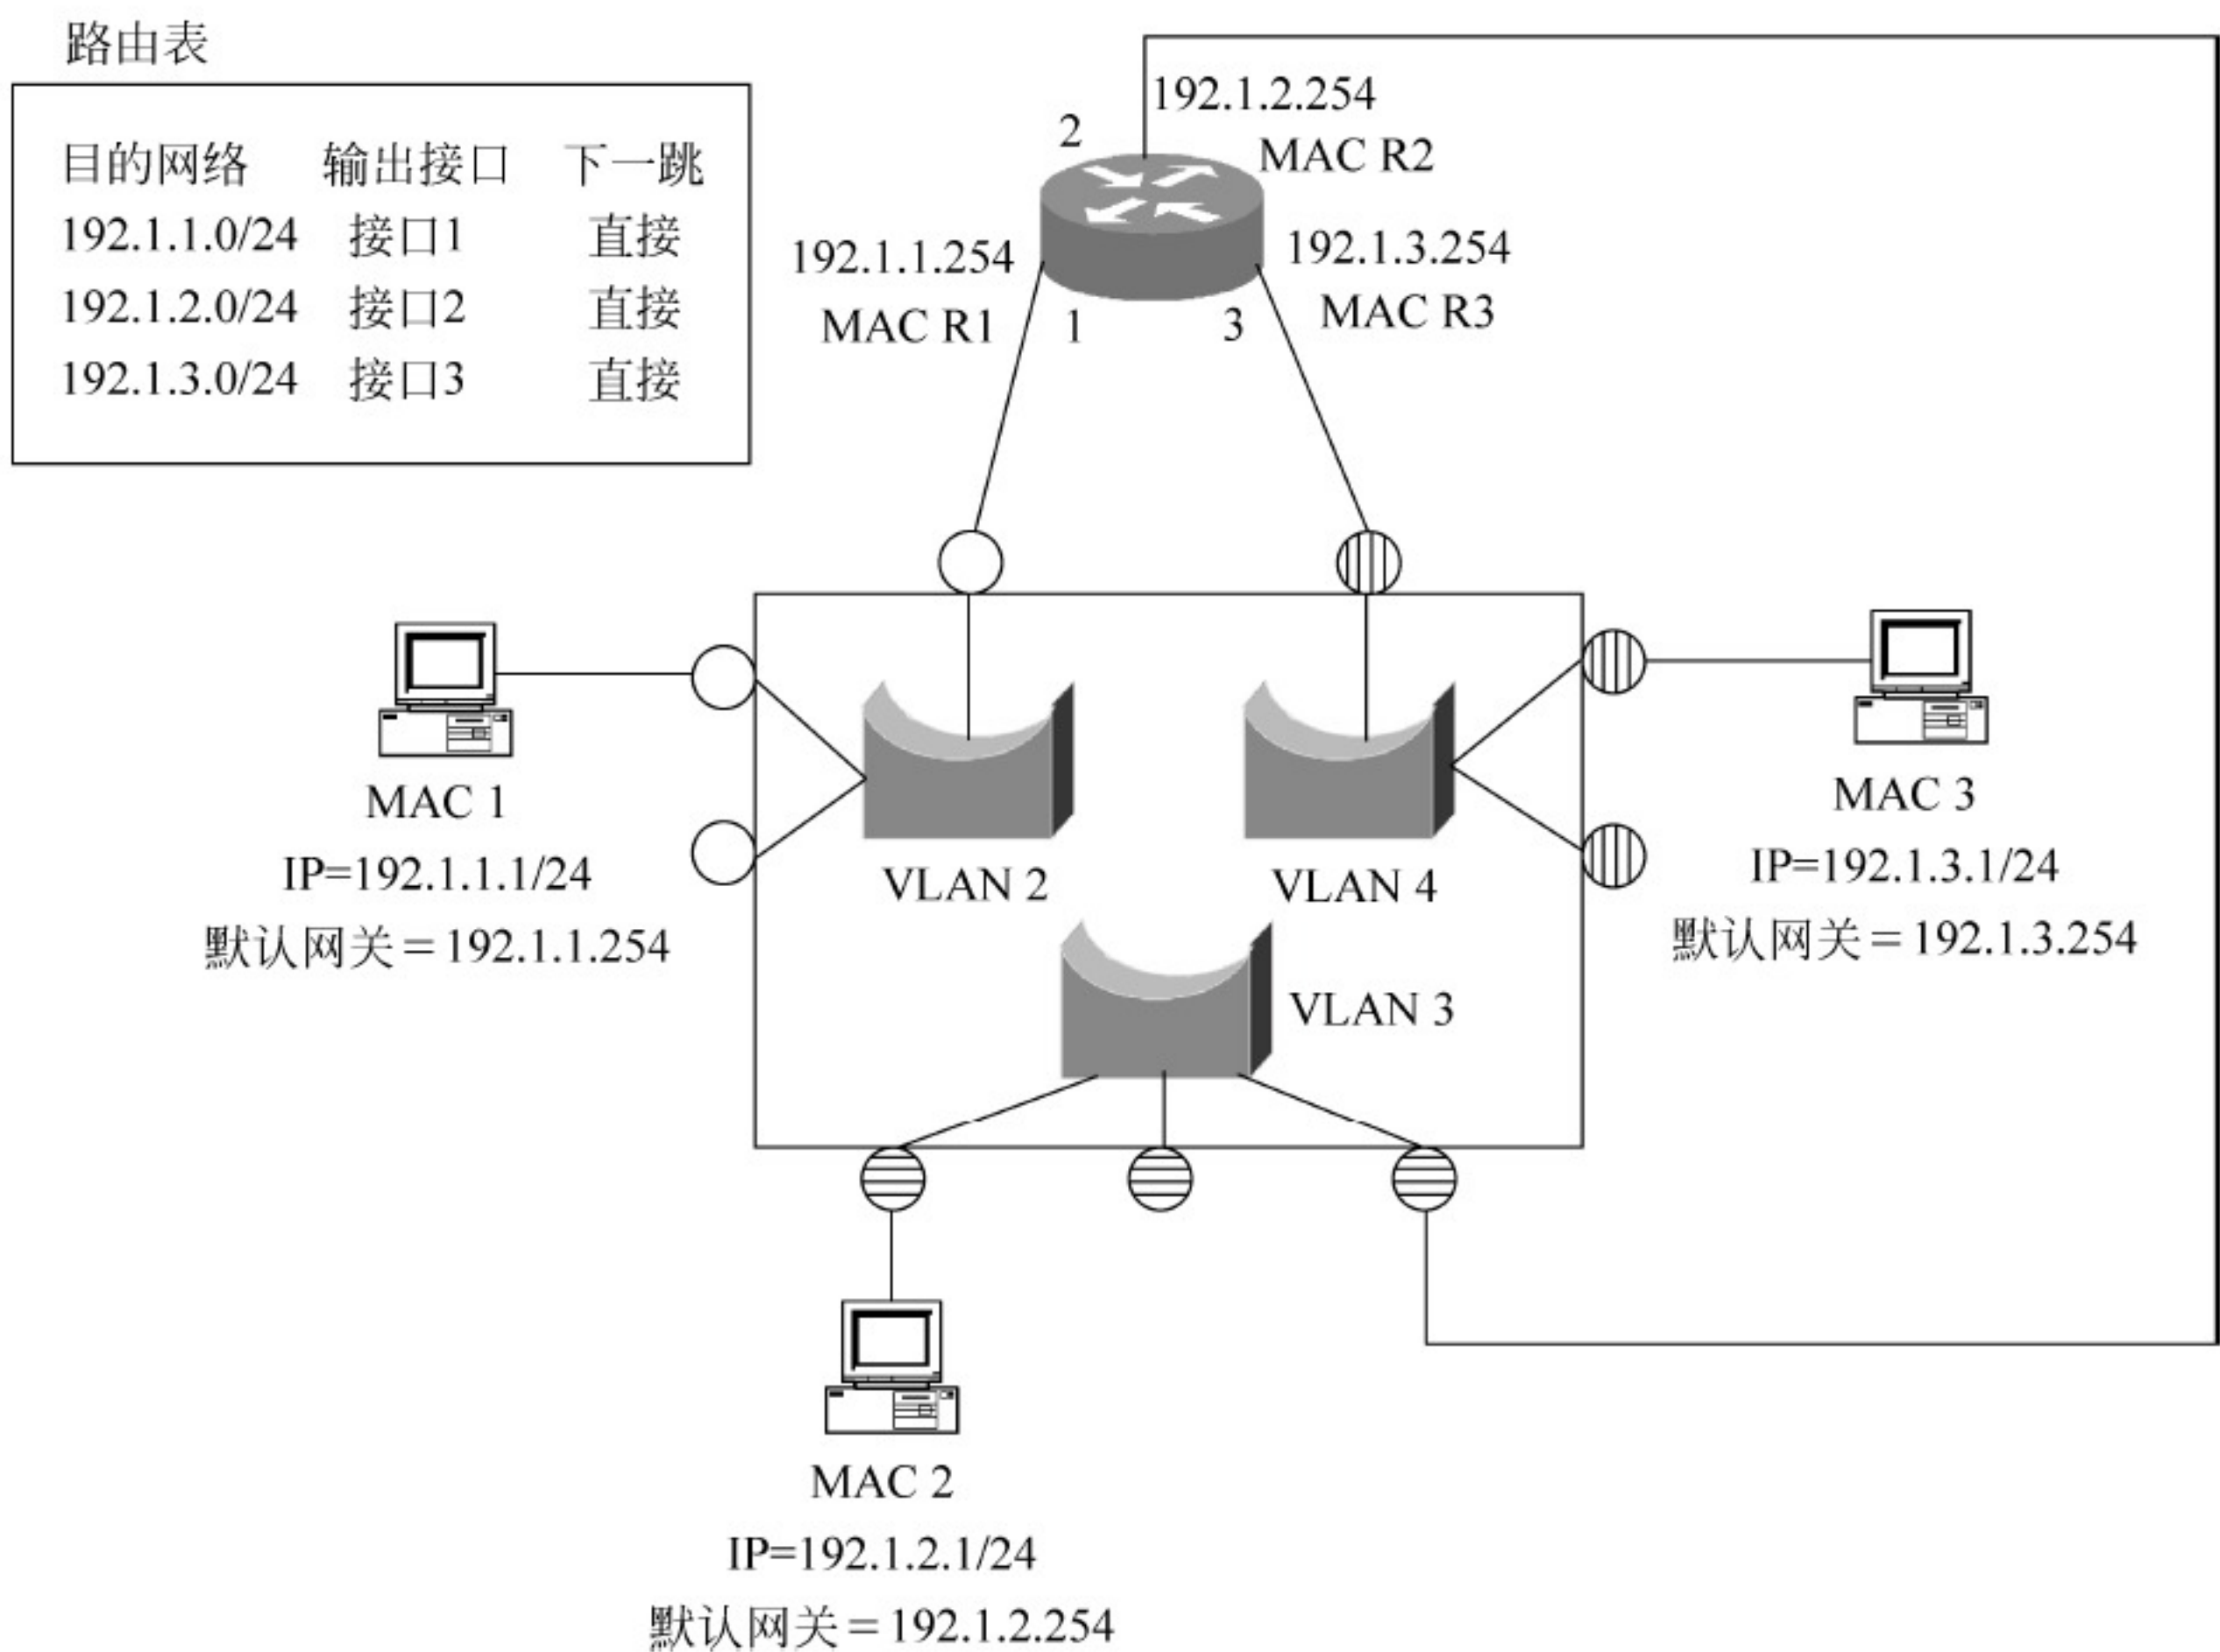 路由表
目的网络 输出接口 下一跳
192.1.1.0/24 接口1 直接
192.1.2.0/24 接口2 直接
192.1.3.0/24 接口3 直接
192.1.2.254
2
MAC R2
192.1.1.254
192.1.3.254
MAC R1
1
3
MAC R3
MAC 1
IP=192.1.1.1/24
默认网关＝192.1.1.254
VLAN 2
VLAN 4
VLAN 3
MAC 3
IP=192.1.3.1/24
默认网关＝192.1.3.254
MAC 2
IP=192.1.2.1/24
默认网关＝192.1.2.254